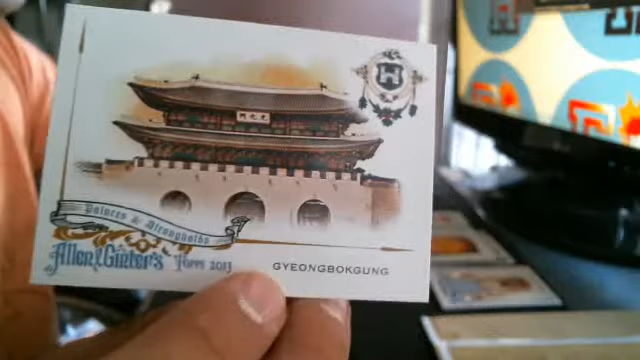 Palaces & Strongholds
Allen & Ginter's Topps 2013
GYEONGBOKGUNG